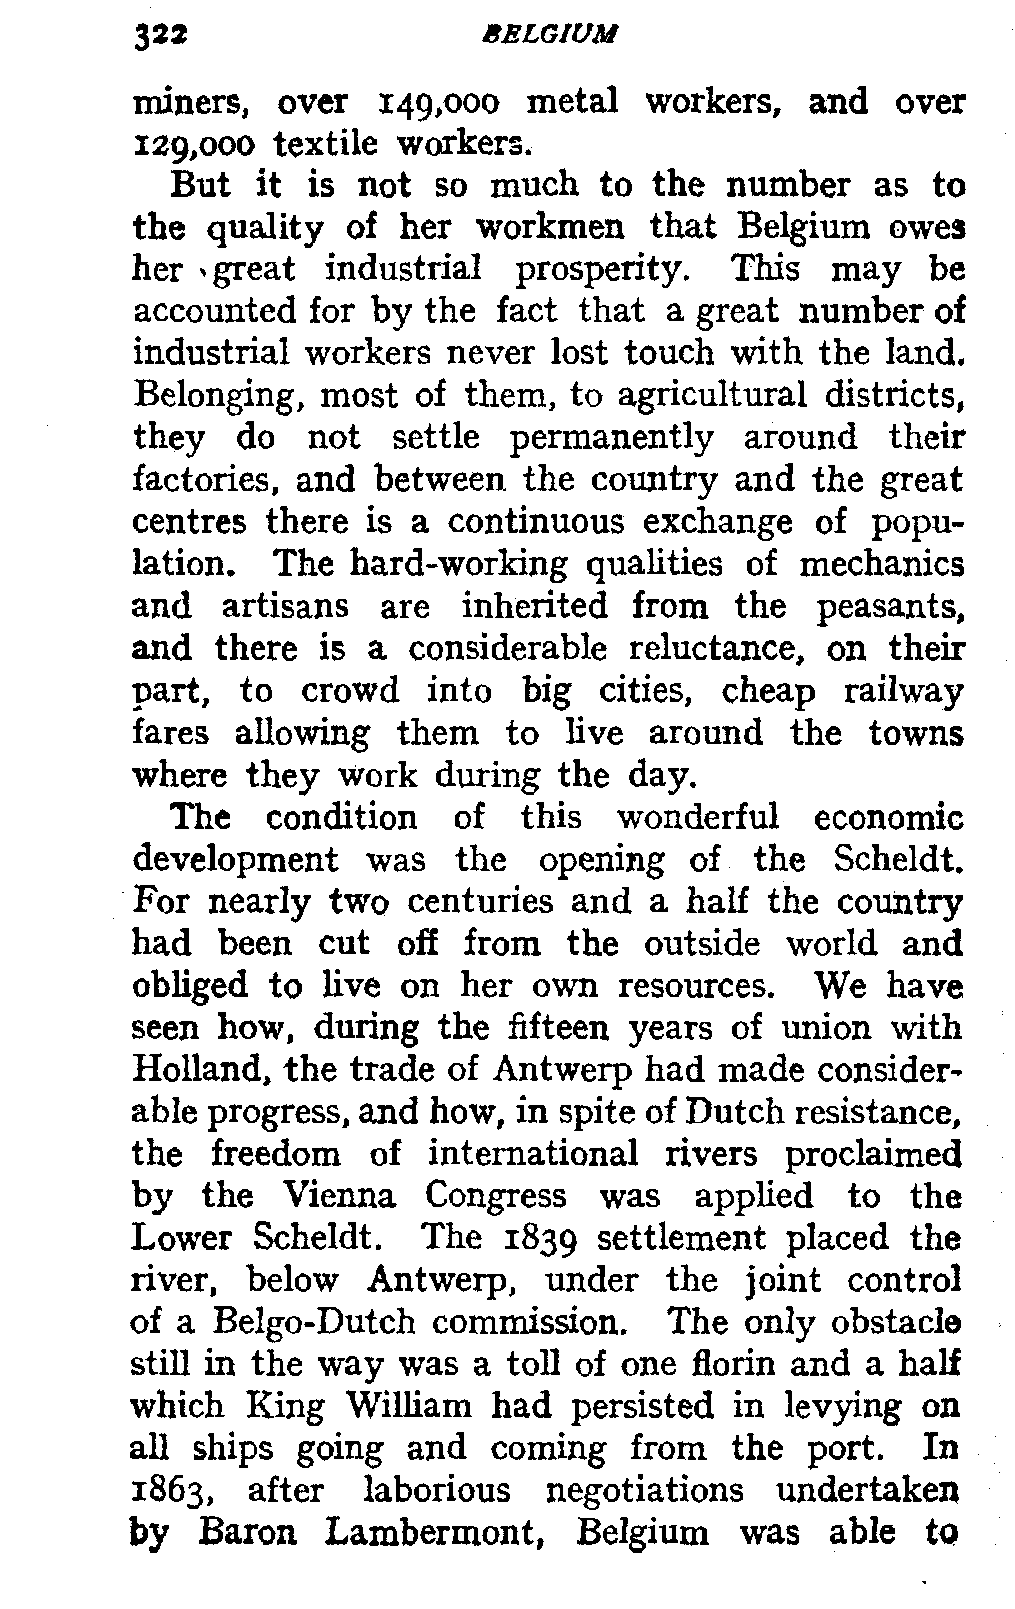 322 BELGIUM
miners, over 149,000 metal workers, and over
129,000 textile workers.
But it is not so much to the number as to
the quality of her workmen that Belgium owes
her great industrial prosperity. This may be
accounted for by the fact that a great number of
industrial workers never lost touch with the land.
Belonging, most of them, to agricultural districts,
they do not settle permanently around their
factories, and between the country and the great
centres there is a continuous exchange of popu-
lation. The hard-working qualities of mechanics
and artisans are inherited from the peasants,
and there is a considerable reluctance, on their
part, to crowd into big cities, cheap railway
fares allowing them to live around the towns
where they work during the day.
The condition of this wonderful economic
development was the opening of the Scheldt.
For nearly two centuries and a half the country
had been cut off from the outside world and
obliged to live on her own resources. We have
seen how, during the fifteen years of union with
Holland, the trade of Antwerp had made consider-
able progress, and how, in spite of Dutch resistance,
the freedom of international rivers proclaimed
by the Vienna Congress was applied to the
Lower Scheldt. The 1839 settlement placed the
river, below Antwerp, under the joint control
of a Belgo-Dutch commission. The only obstacle
still in the way was a toll of one florin and a half
which King William had persisted in levying on
all ships going and coming from the port. In
1863, after laborious negotiations undertaken
by Baron Lambermont, Belgium was able to